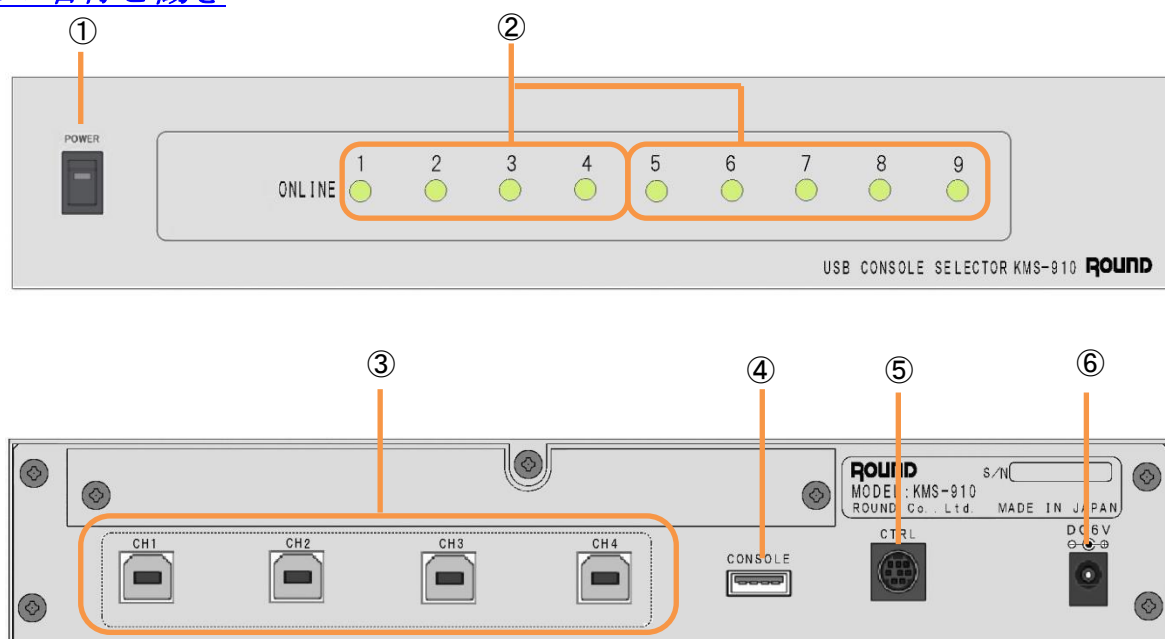 ① ②
POWER
1 2 3 4 5 6 7 8 9
ONLINE
USB CONSOLE SELECTOR KMS-910 ROUND
③ ④ ⑤ ⑥
ROUND S/N
MODEL:KMS-910
ROUND Co., Ltd. MADE IN JAPAN
CH1 CH2 CH3 CH4 CONSOLE CTRL DC6V